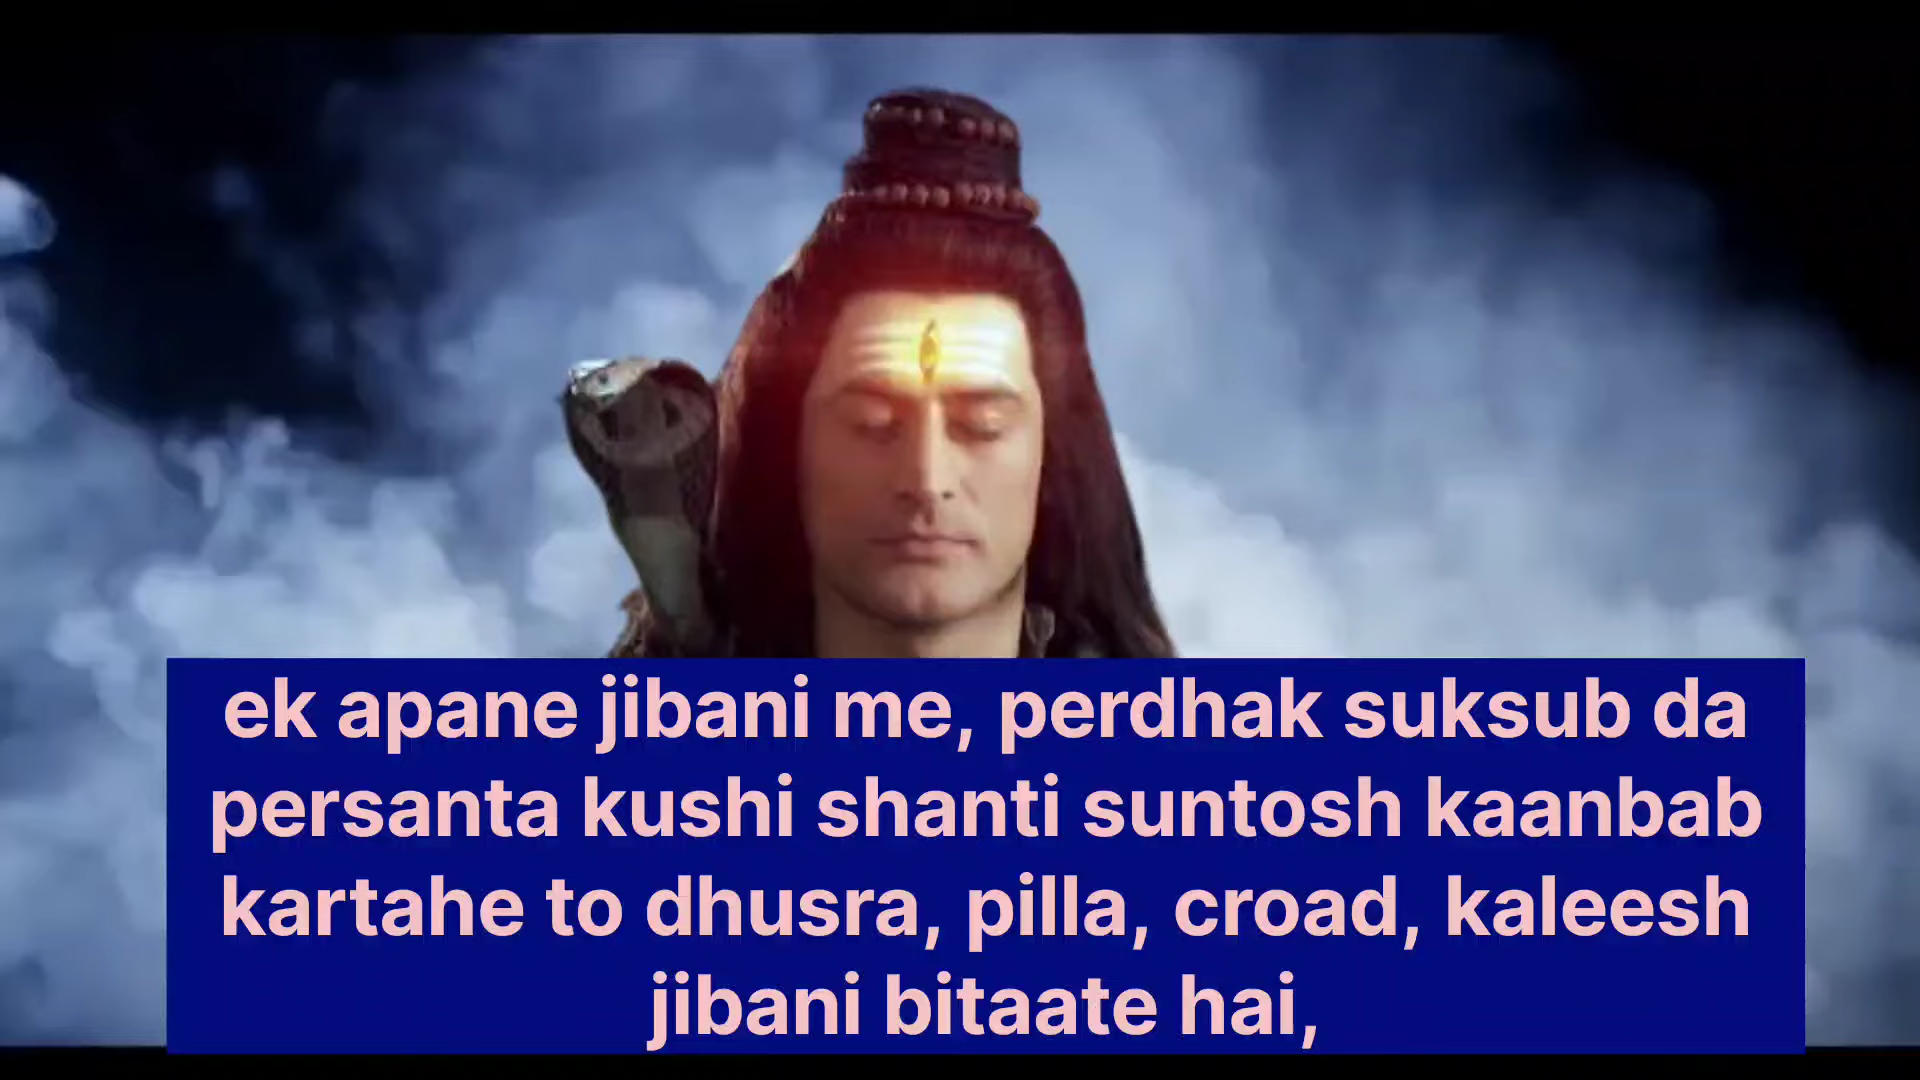 ek apane jibani me, perdhak suksub da
persanta kushi shanti suntosh kaanbab
kartahe to dhusra, pilla, croad, kaleesh
jibani bitaate hai,